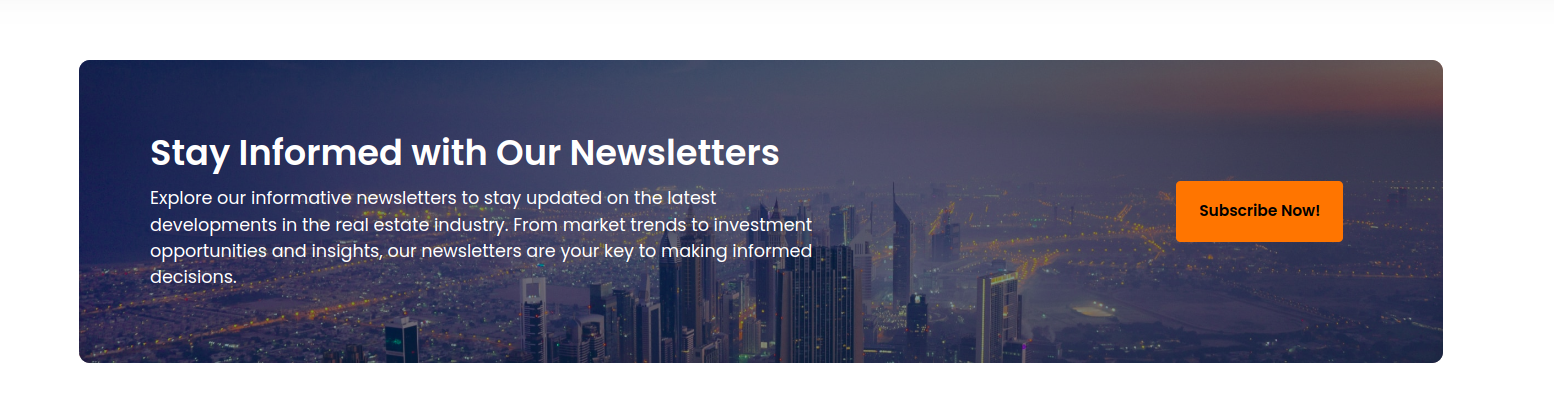 Stay Informed with Our Newsletters
Explore our informative newsletters to stay updated on the latest
developments in the real estate industry. From market trends to investment
opportunities and insights, our newsletters are your key to making informed
decisions.
Subscribe Now!